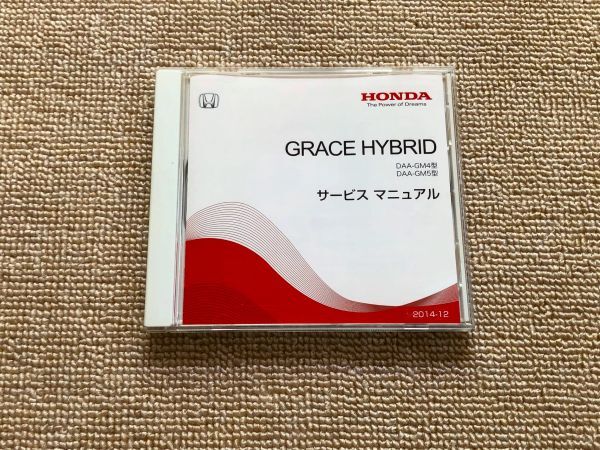 HONDA
The Power of Dreams
GRACE HYBRID
DAA-GM4型
DAA-GM5型
サービス マニュアル
2014-12